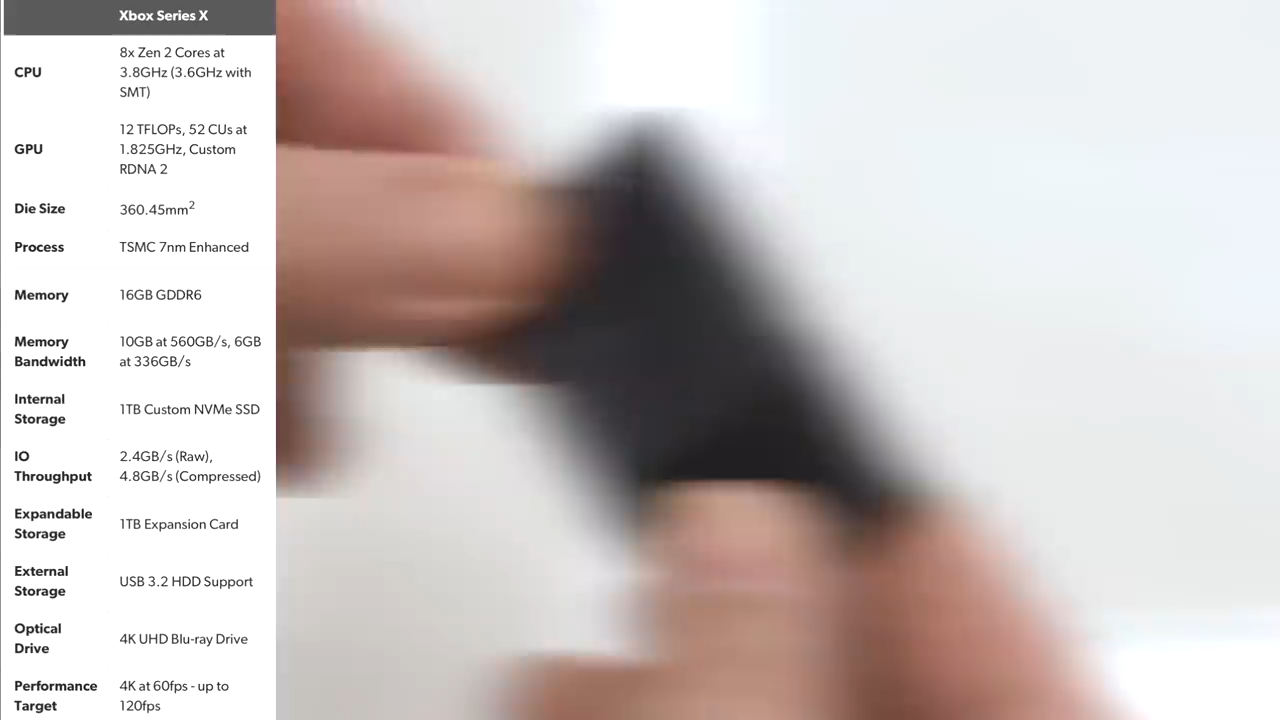 Xbox Series X
CPU
8x Zen 2 Cores at
3.8GHz (3.6GHz with
SMT)
GPU
12 TFLOPs, 52 CUs at
1.825GHz, Custom
RDNA 2
Die Size
360.45mm²
Process
TSMC 7nm Enhanced
Memory
16GB GDDR6
Memory
Bandwidth
10GB at 560GB/s, 6GB
at 336GB/s
Internal
Storage
1TB Custom NVMe SSD
IO
Throughput
2.4GB/s (Raw),
4.8GB/s (Compressed)
Expandable
Storage
1TB Expansion Card
External
Storage
USB 3.2 HDD Support
Optical
Drive
4K UHD Blu-ray Drive
Performance
Target
4K at 60fps - up to
120fps